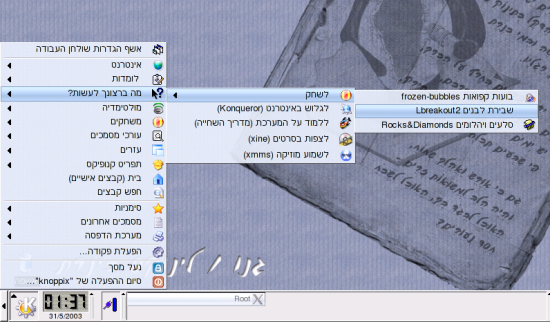 אשף הגדרות שולחן העבודה
אינטרנט
לומדות
מה ברצונך לעשות?
מולטימדיה
משחקים
עורכי מסמכים
עזרים
תפריט קנופיקס
בית (קבצים אישיים)
חפש קבצים
סימניות
מסמכים אחרונים
מערכת הדפסה
הפעלת פקודה...
נעל מסך
סיום ההפעלה של "knoppix"...
לשחק
לגלוש באינטרנט (Konqueror)
ללמוד על המערכת (מדריך השחייה)
לצפות בסרטים (xine)
לשמוע מוזיקה (xmms)
בועות קפואות frozen-bubbles
שבירת לבנים Lbreakout2
סלעים ויהלומים Rocks&Diamonds
גנו / לינ
Root
01:37
31/5/2003